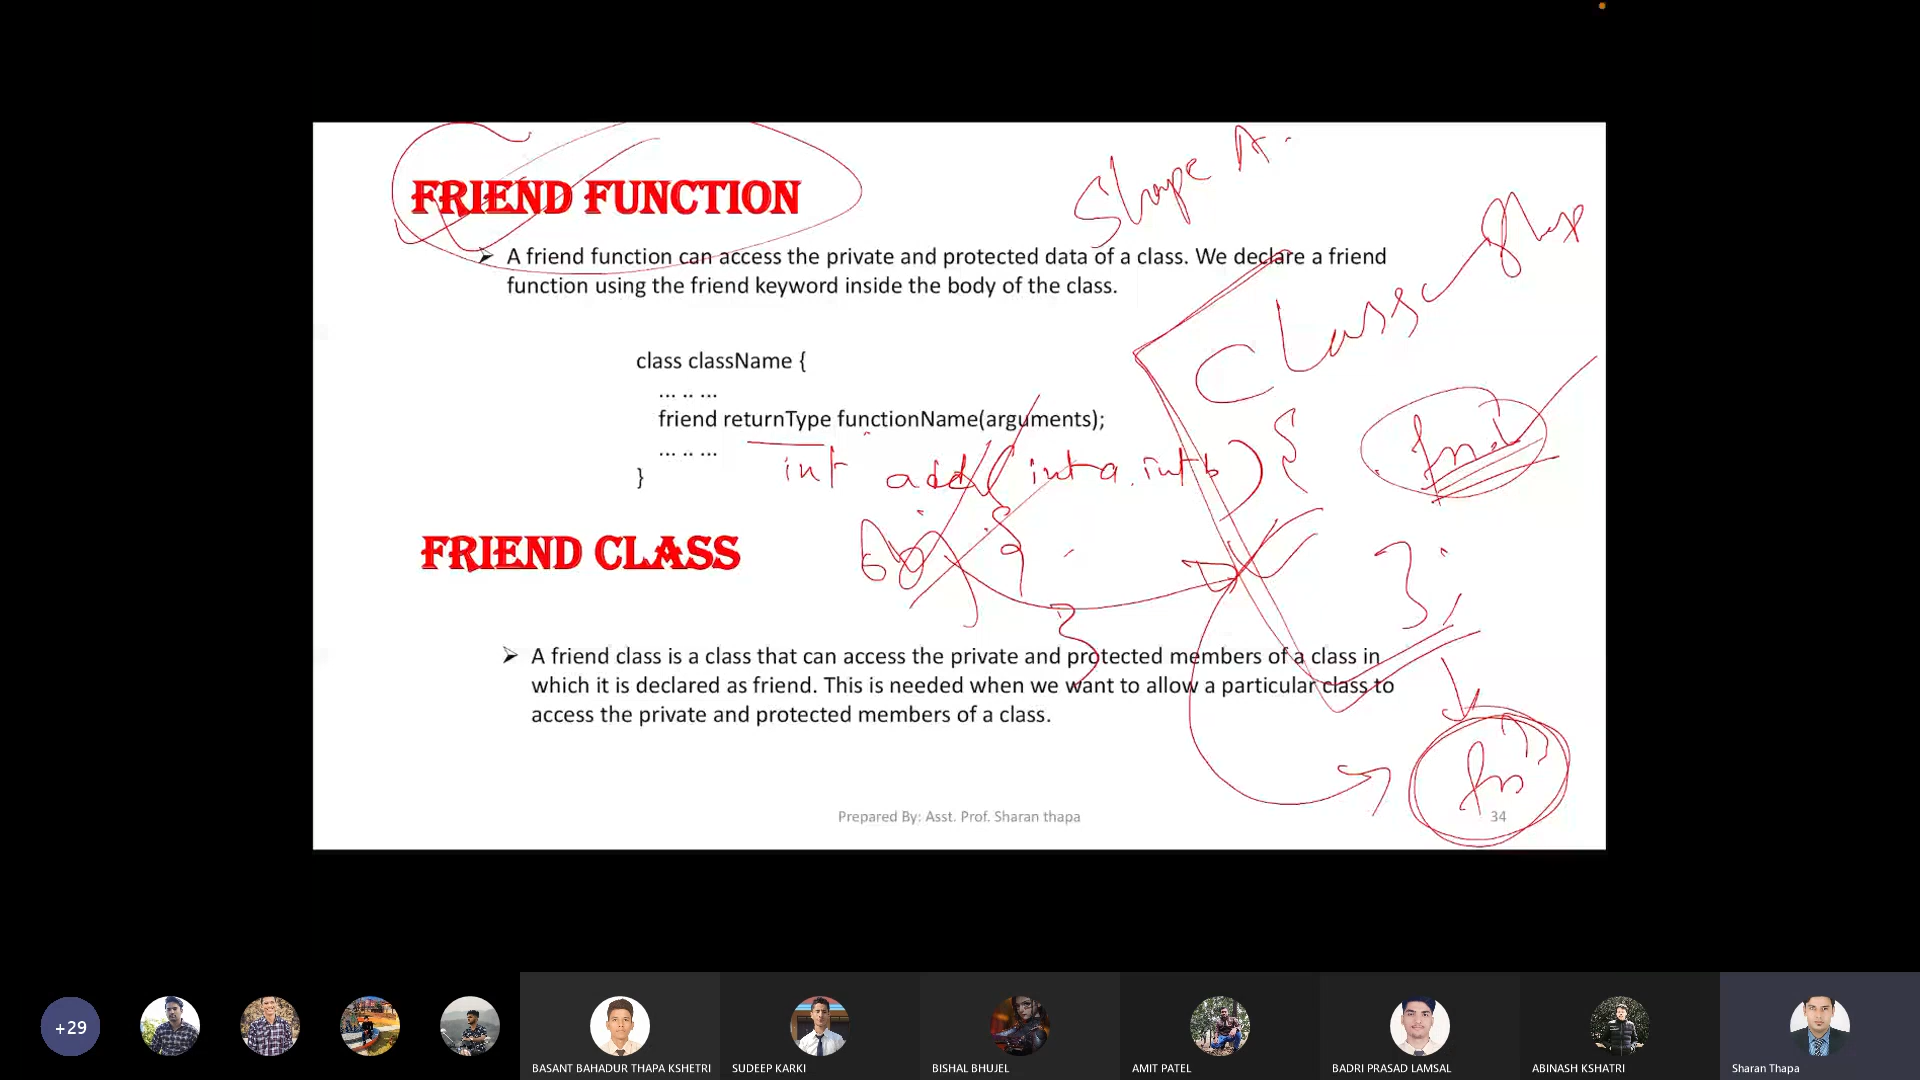 Shape A
FRIEND FUNCTION
➢ A friend function can access the private and protected data of a class. We declare a friend
function using the friend keyword inside the body of the class.
Class
class className {
... .. ...
friend returnType functionName(arguments);
... .. ...
int add( int a, int b) {
}
FRIEND CLASS
};
}
➢ A friend class is a class that can access the private and protected members of a class in
which it is declared as friend. This is needed when we want to allow a particular class to
access the private and protected members of a class.
Prepared By: Asst. Prof. Sharan thapa
34
+29
BASANT BAHADUR THAPA KSHETRI
SUDEEP KARKI
BISHAL BHUJEL
AMIT PATEL
BADRI PRASAD LAMSAL
ABINASH KSHATRI
Sharan Thapa